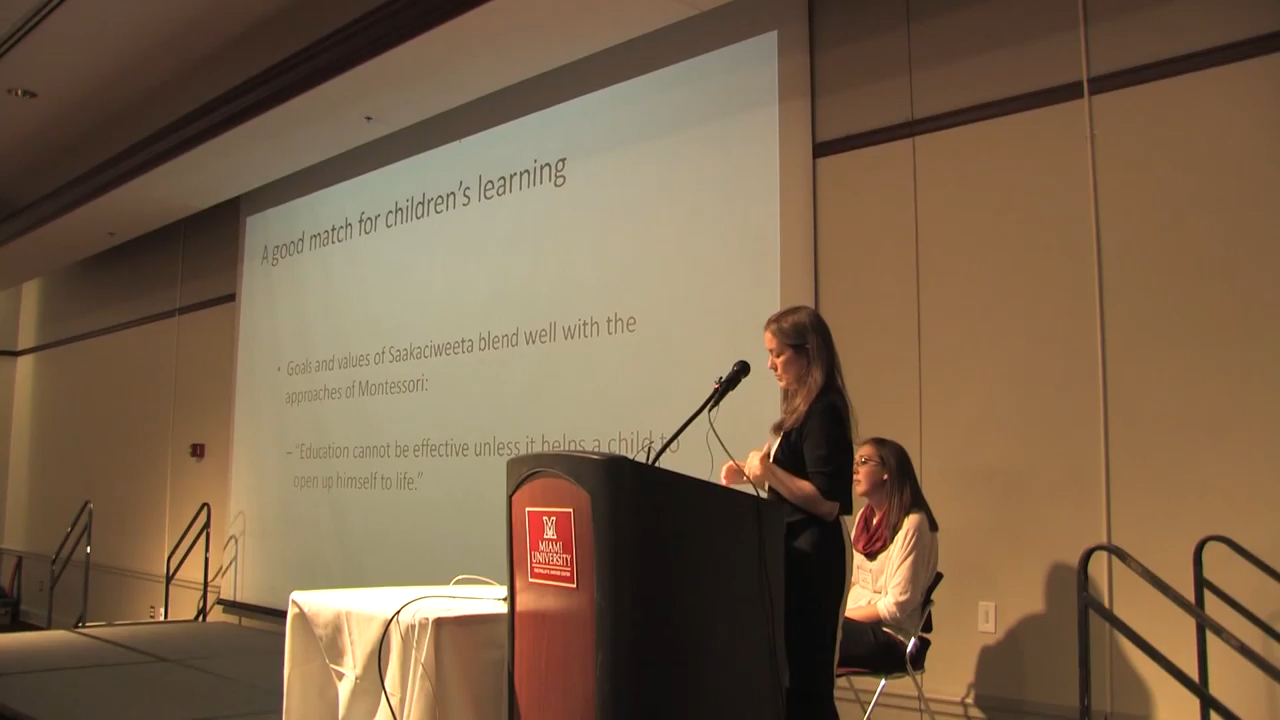 A good match for children's learning
• Goals and values of Saakaciweeta blend well with the
approaches of Montessori:
– "Education cannot be effective unless it helps a child to
open up himself to life."
M
MIAMI
UNIVERSITY